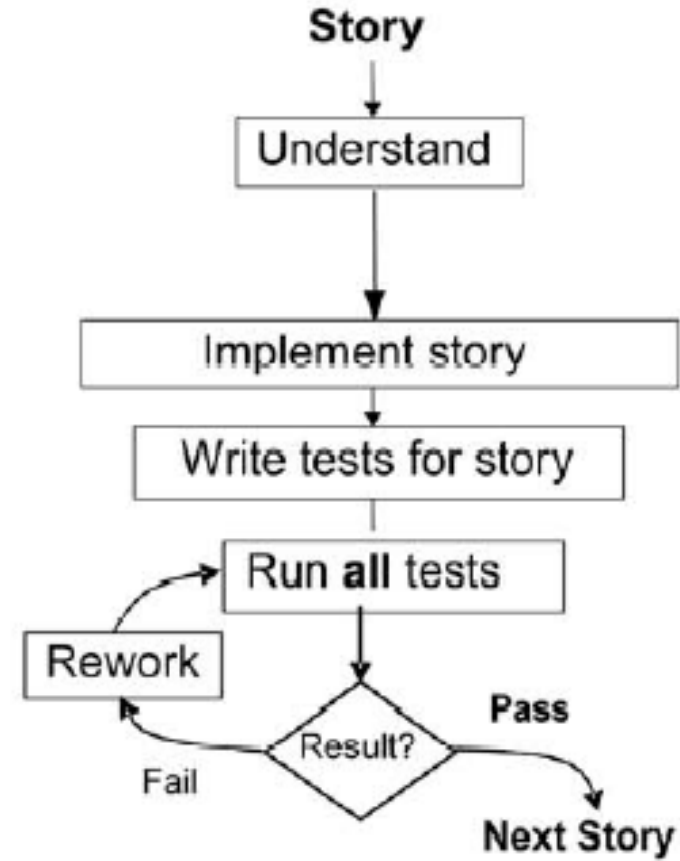 Story
Understand
Implement story
Write tests for story
Run all tests
Rework
Result?
Pass
Fail
Next Story